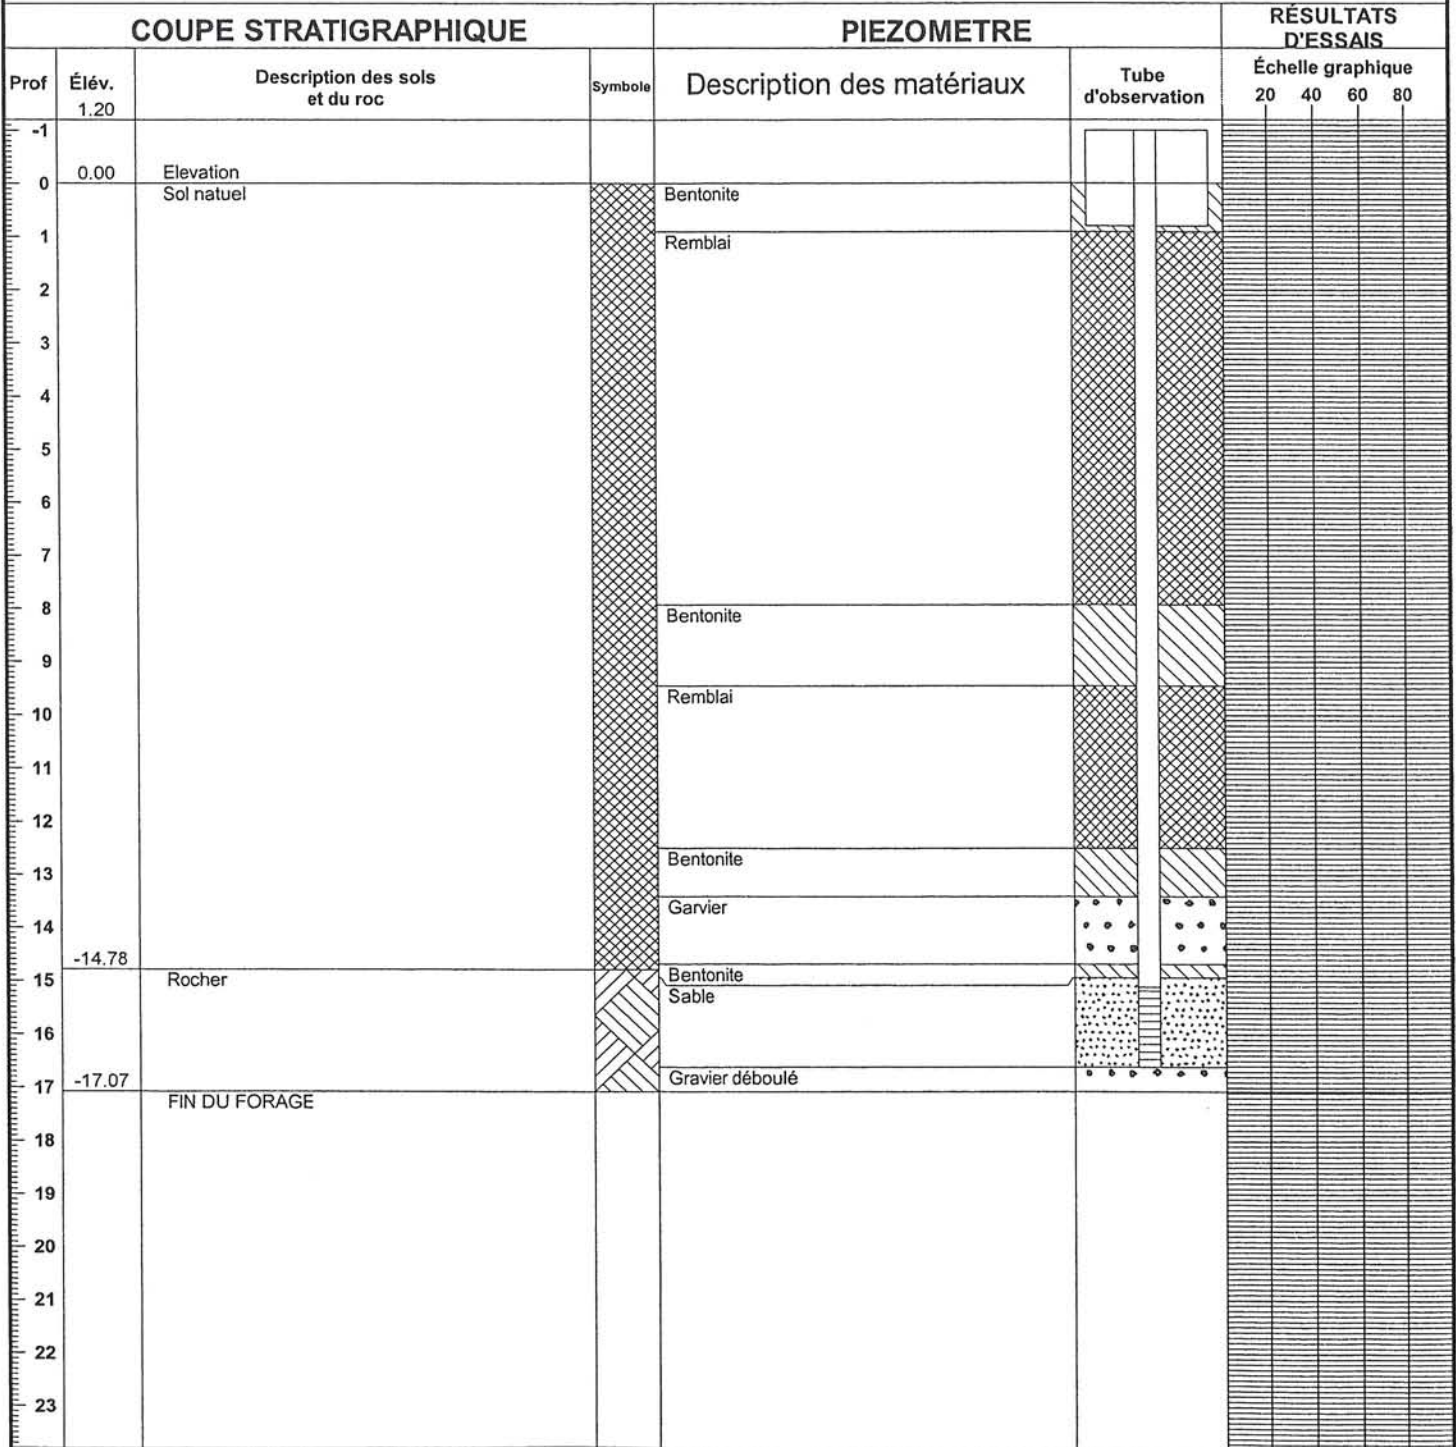 COUPE STRATIGRAPHIQUE
PIEZOMETRE
RÉSULTATS
D'ESSAIS
Prof
Élév.
1.20
Description des sols
et du roc
Symbole
Description des matériaux
Tube
d'observation
Échelle graphique
20 40 60 80
-1
0.00 Elevation
0
Sol natuel
Bentonite
1
Remblai
2
3
4
5
6
7
8
Bentonite
9
Remblai
10
11
12
Bentonite
13
Garvier
14
-14.78
15
Rocher
Bentonite
Sable
16
-17.07
17
Gravier déboulé
FIN DU FORAGE
18
19
20
21
22
23